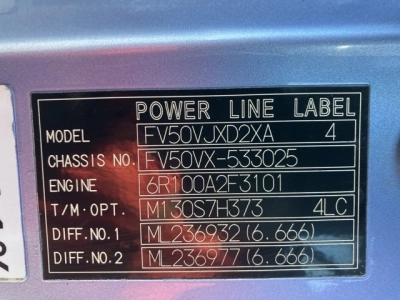 POWER LINE LABEL
MODEL FV50VJXD2XA 4
CHASSIS NO. FV50VX-533025
ENGINE 6R100A2F3101
T/M·OPT. M130S7H373 4LC
DIFF.NO.1 ML236932(6.666)
DIFF.NO.2 ML236977(6.666)